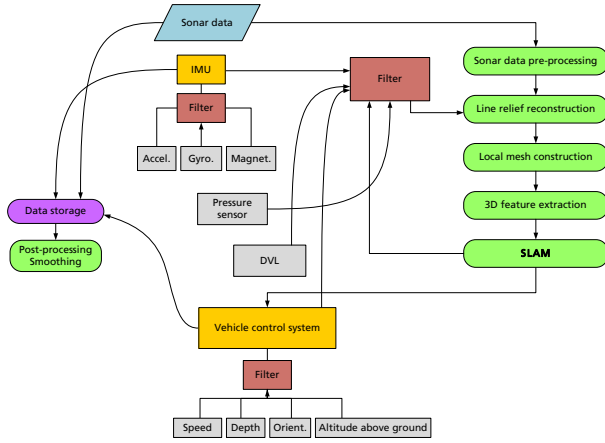 Sonar data
IMU
Filter
Sonar data pre-processing
Filter
Line relief reconstruction
Accel.
Gyro.
Magnet.
Local mesh construction
Pressure
sensor
3D feature extraction
Data storage
Post-processing
Smoothing
DVL
SLAM
Vehicle control system
Filter
Speed
Depth
Orient.
Altitude above ground